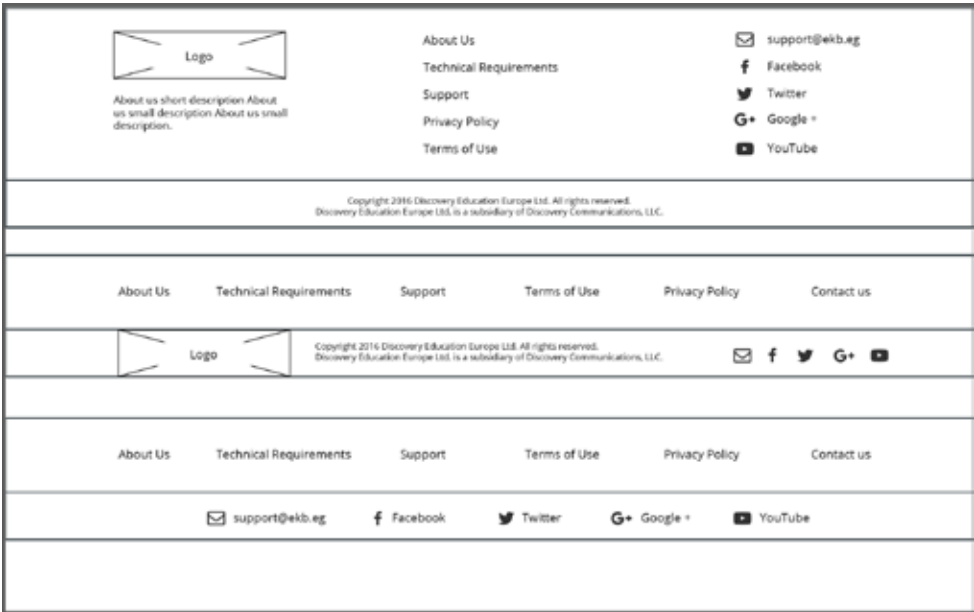 Logo
About us short description About
us small description About us small
description.
About Us
Technical Requirements
Support
Privacy Policy
Terms of Use
support@ekb.eg
Facebook
Twitter
Google +
YouTube
Copyright 2016 Discovery Education Europe Ltd. All rights reserved.
Discovery Education Europe Ltd. is a subsidiary of Discovery Communications, LLC.
About Us Technical Requirements Support Terms of Use Privacy Policy Contact us
Logo
Copyright 2016 Discovery Education Europe Ltd. All rights reserved.
Discovery Education Europe Ltd. is a subsidiary of Discovery Communications, LLC.
About Us Technical Requirements Support Terms of Use Privacy Policy Contact us
support@ekb.eg Facebook Twitter Google + YouTube